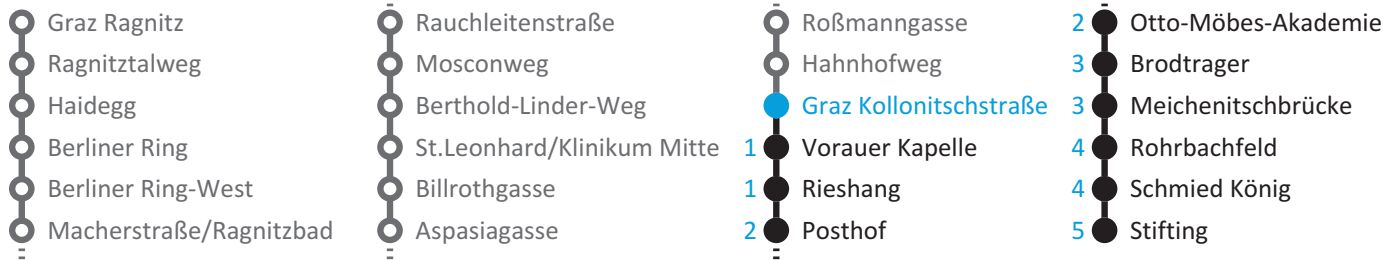 Graz Ragnitz
Ragnitztalweg
Haidegg
Berliner Ring
Berliner Ring-West
Macherstraße/Ragnitzbad
Rauchleitenstraße
Mosconweg
Berthold-Linder-Weg
St.Leonhard/Klinikum Mitte
Billrothgasse
Aspasiagasse
Roßmanngasse
Hahnhofweg
Graz Kollonitschstraße
1 Vorauer Kapelle
1 Rieshang
2 Posthof
2 Otto-Möbes-Akademie
3 Brodtrager
3 Meichenitschbrücke
4 Rohrbachfeld
4 Schmied König
5 Stifting